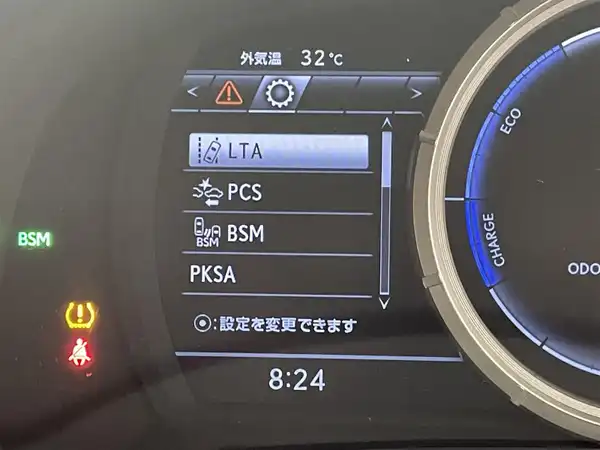 外気温 32℃
< >
LTA
PCS
BSM BSM
PKSA
⦿:設定を変更できます
8:24
BSM
ECO
CHARGE
ODO